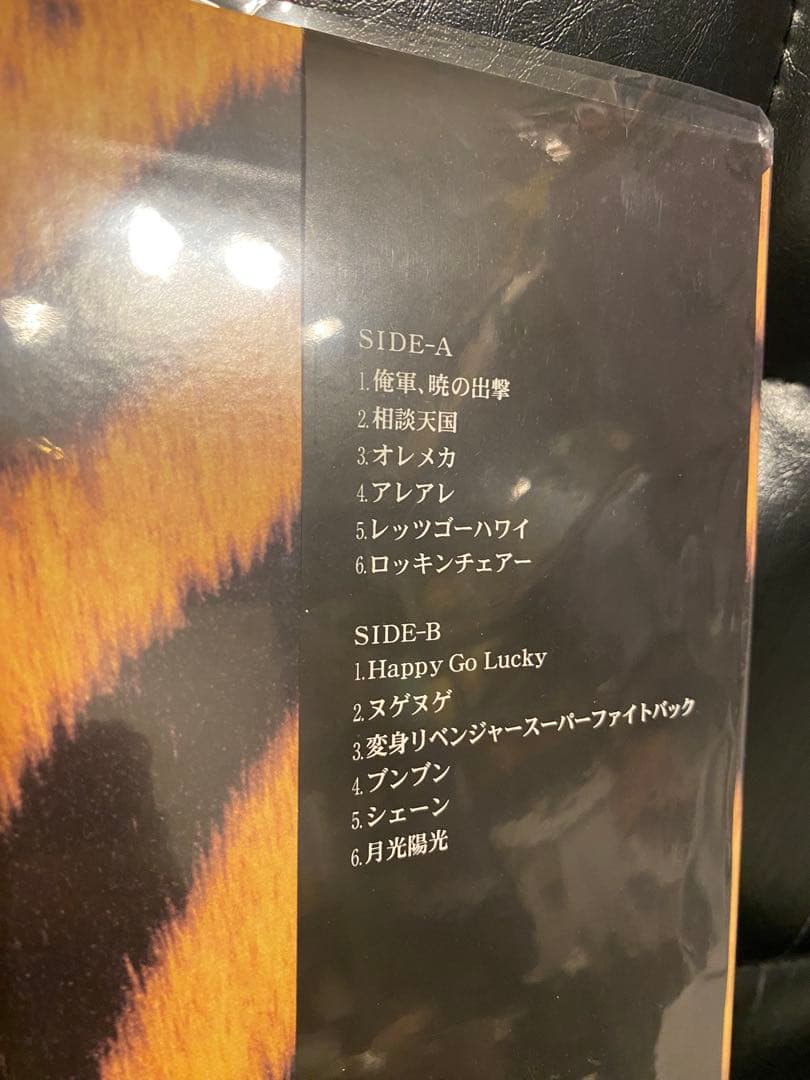 SIDE-A
1.俺軍、暁の出撃
2.相談天国
3.オレメカ
4.アレアレ
5.レッツゴーハワイ
6.ロッキンチェアー
SIDE-B
1.Happy Go Lucky
2.ヌゲヌゲ
3.変身リベンジャースーパーファイトバック
4.ブンブン
5.シェーン
6.月光陽光